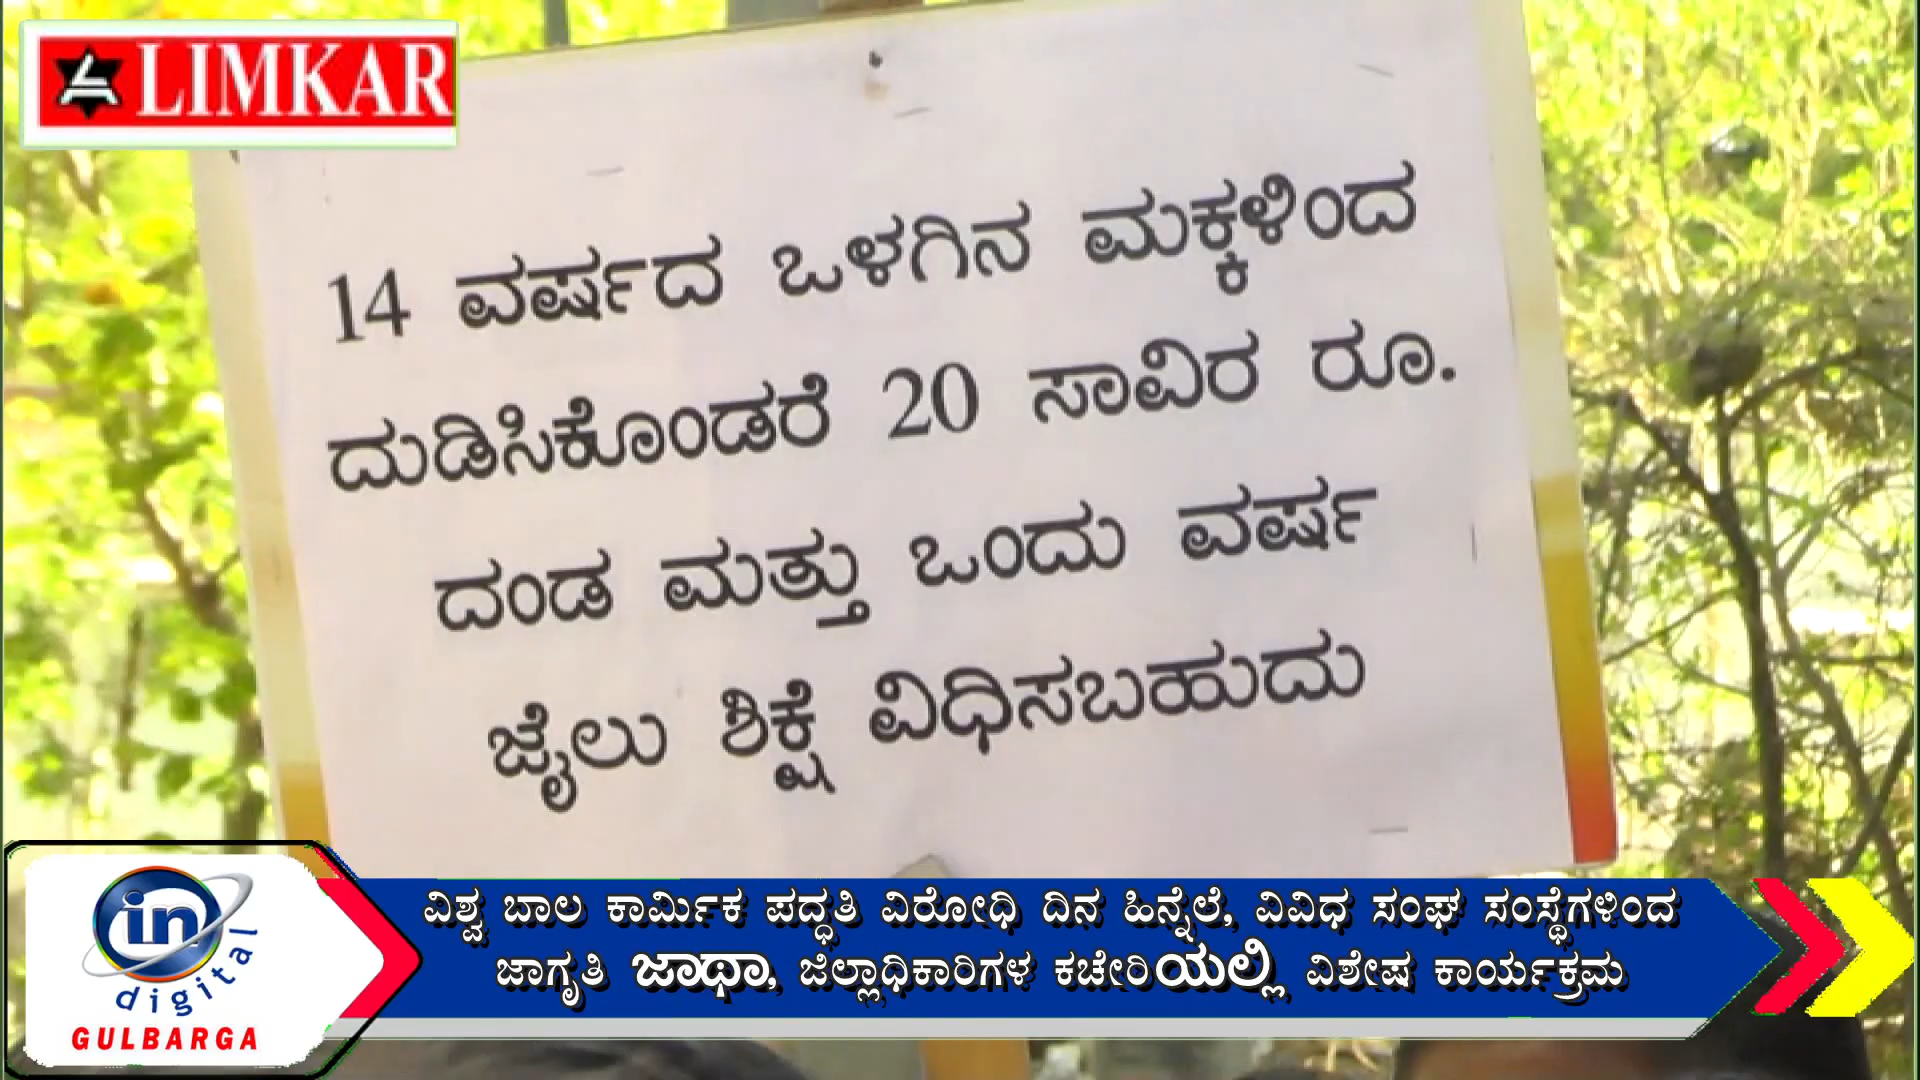 LIMKAR
14 ವರ್ಷದ ಒಳಗಿನ ಮಕ್ಕಳಿಂದ
ದುಡಿಸಿಕೊಂಡರೆ 20 ಸಾವಿರ ರೂ.
ದಂಡ ಮತ್ತು ಒಂದು ವರ್ಷ
ಜೈಲು ಶಿಕ್ಷೆ ವಿಧಿಸಬಹುದು
in
digital
GULBARGA
ವಿಶ್ವ ಬಾಲ ಕಾರ್ಮಿಕ ಪದ್ಧತಿ ವಿರೋಧಿ ದಿನ ಹಿನ್ನೆಲೆ, ವಿವಿಧ ಸಂಘ ಸಂಸ್ಥೆಗಳಿಂದ
ಜಾಗೃತಿ ಜಾಥಾ, ಜಿಲ್ಲಾಧಿಕಾರಿಗಳ ಕಚೇರಿಯಲ್ಲಿ ವಿಶೇಷ ಕಾರ್ಯಕ್ರಮ